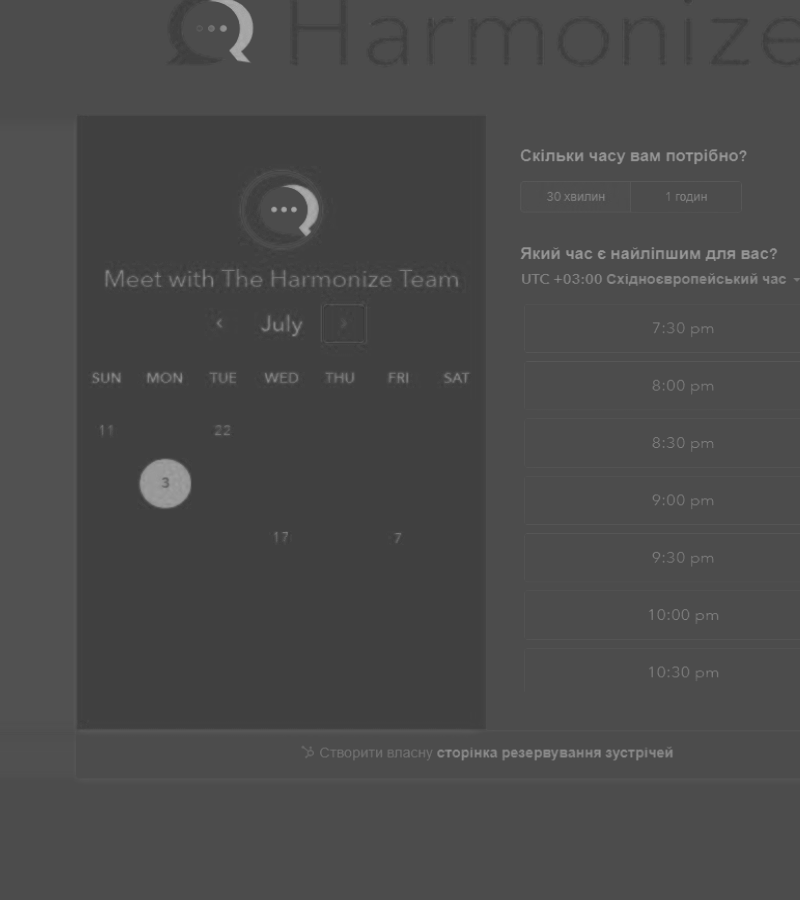 Harmonize
Meet with The Harmonize Team
July
SUN MON TUE WED THU FRI SAT
11 22
3
17 7
Скільки часу вам потрібно?
30 хвилин 1 годин
Який час є найліпшим для вас?
UTC +03:00 Східноєвропейський час
7:30 pm
8:00 pm
8:30 pm
9:00 pm
9:30 pm
10:00 pm
10:30 pm
Створити власну сторінка резервування зустрічей